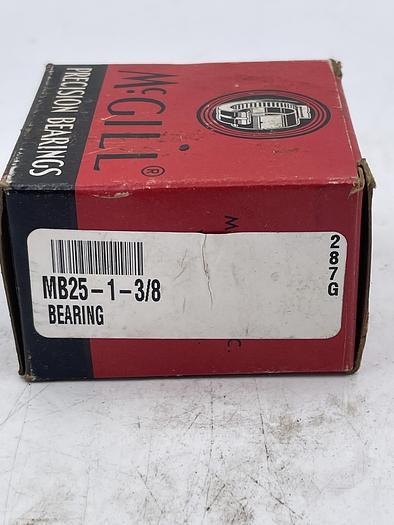 McGILL®
PRECISION BEARINGS
MB25-1-3/8
BEARING
287G